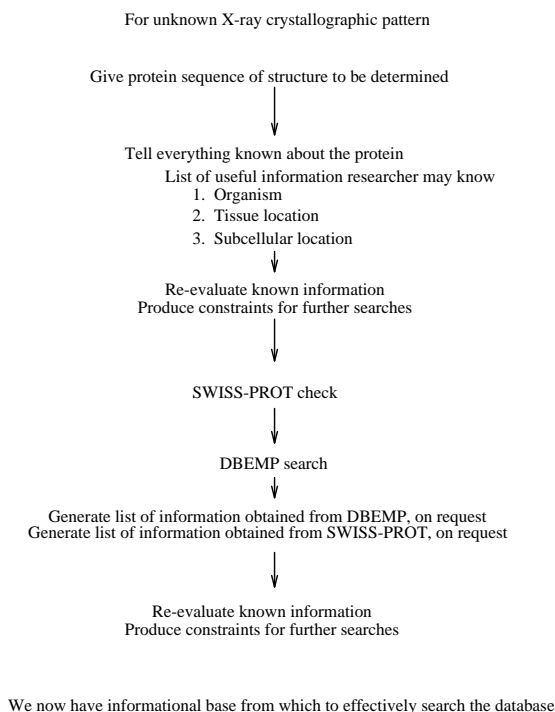 For unknown X-ray crystallographic pattern
Give protein sequence of structure to be determined
Tell everything known about the protein
List of useful information researcher may know
1. Organism
2. Tissue location
3. Subcellular location
Re-evaluate known information
Produce constraints for further searches
SWISS-PROT check
DBEMP search
Generate list of information obtained from DBEMP, on request
Generate list of information obtained from SWISS-PROT, on request
Re-evaluate known information
Produce constraints for further searches
We now have informational base from which to effectively search the database